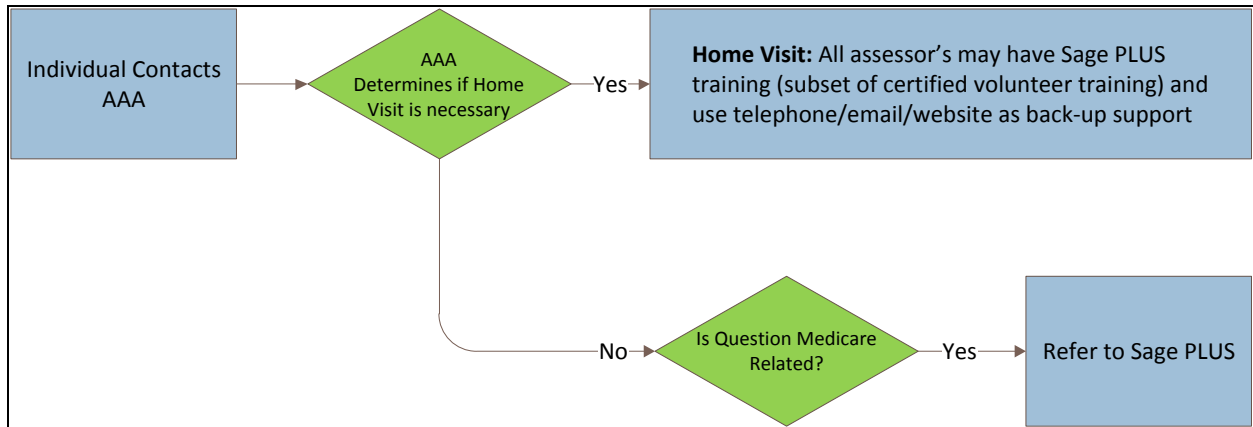 Individual Contacts
AAA
AAA
Determines if Home
Visit is necessary
Yes
Home Visit: All assessor's may have Sage PLUS
training (subset of certified volunteer training) and
use telephone/email/website as back-up support
No
Is Question Medicare
Related?
Yes
Refer to Sage PLUS